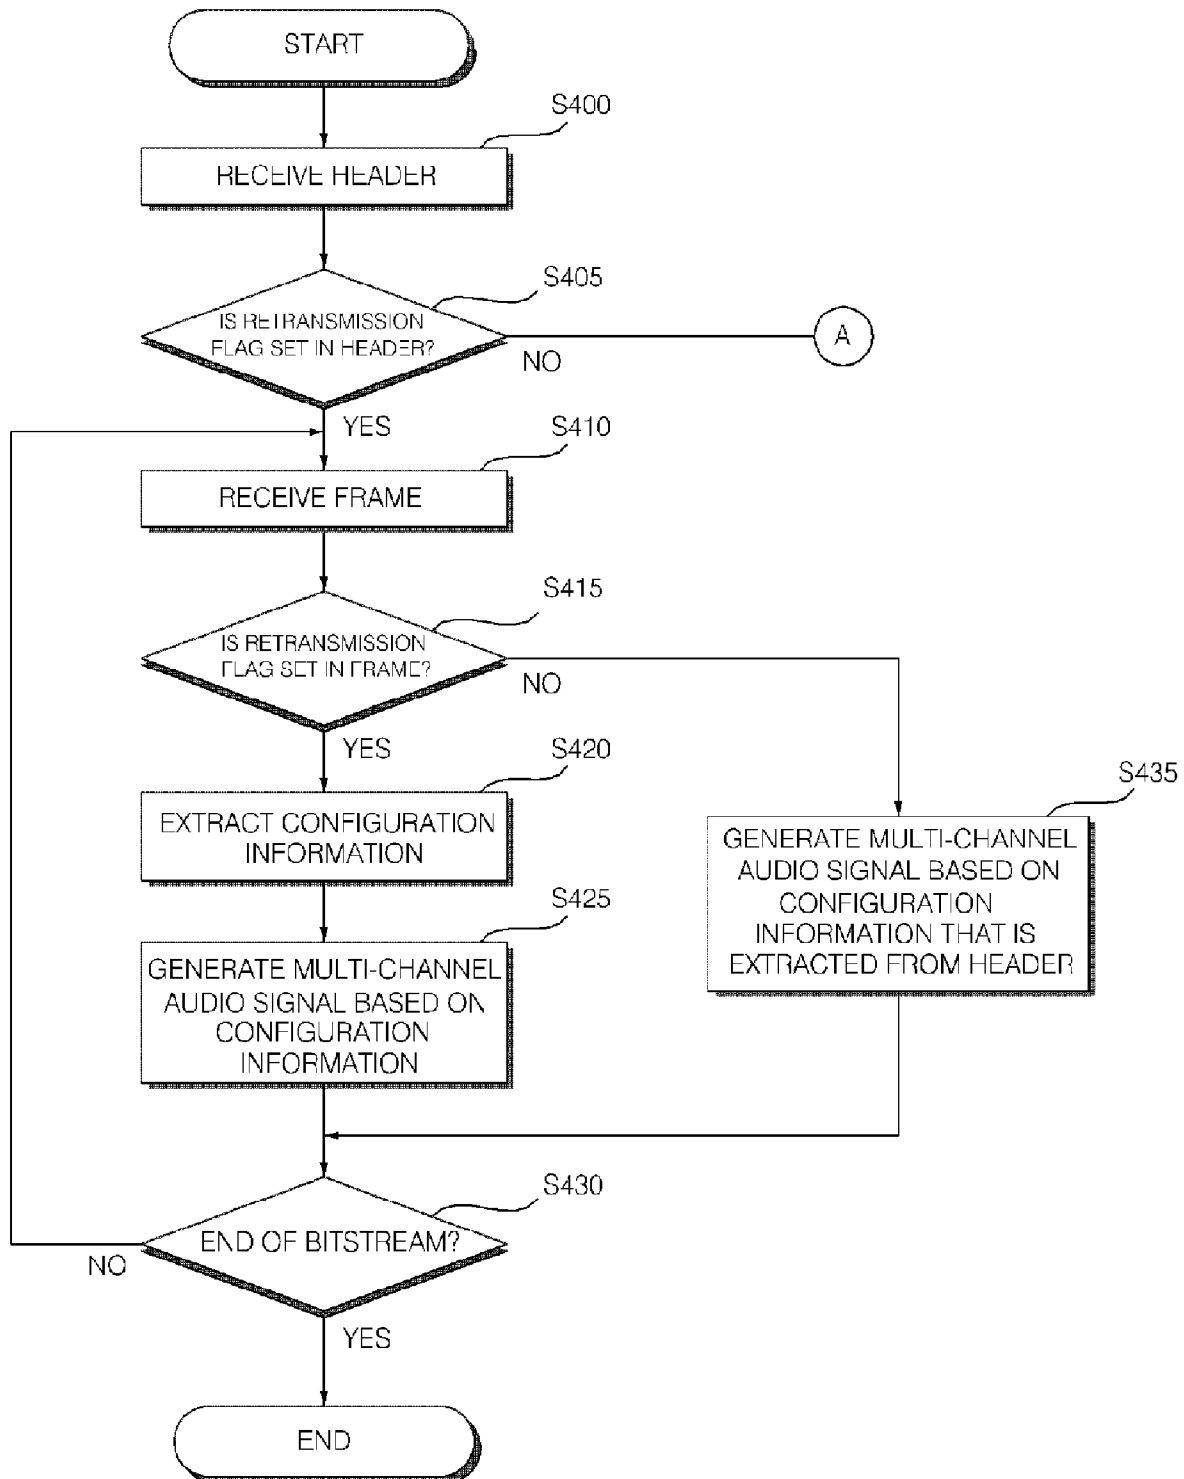 START
S400
RECEIVE HEADER
S405
IS RETRANSMISSION
FLAG SET IN HEADER?
NO
A
YES
S410
RECEIVE FRAME
S415
IS RETRANSMISSION
FLAG SET IN FRAME?
NO
YES
S420
EXTRACT CONFIGURATION
INFORMATION
S435
GENERATE MULTI-CHANNEL
AUDIO SIGNAL BASED ON
CONFIGURATION
INFORMATION THAT IS
EXTRACTED FROM HEADER
S425
GENERATE MULTI-CHANNEL
AUDIO SIGNAL BASED ON
CONFIGURATION
INFORMATION
S430
END OF BITSTREAM?
NO
YES
END